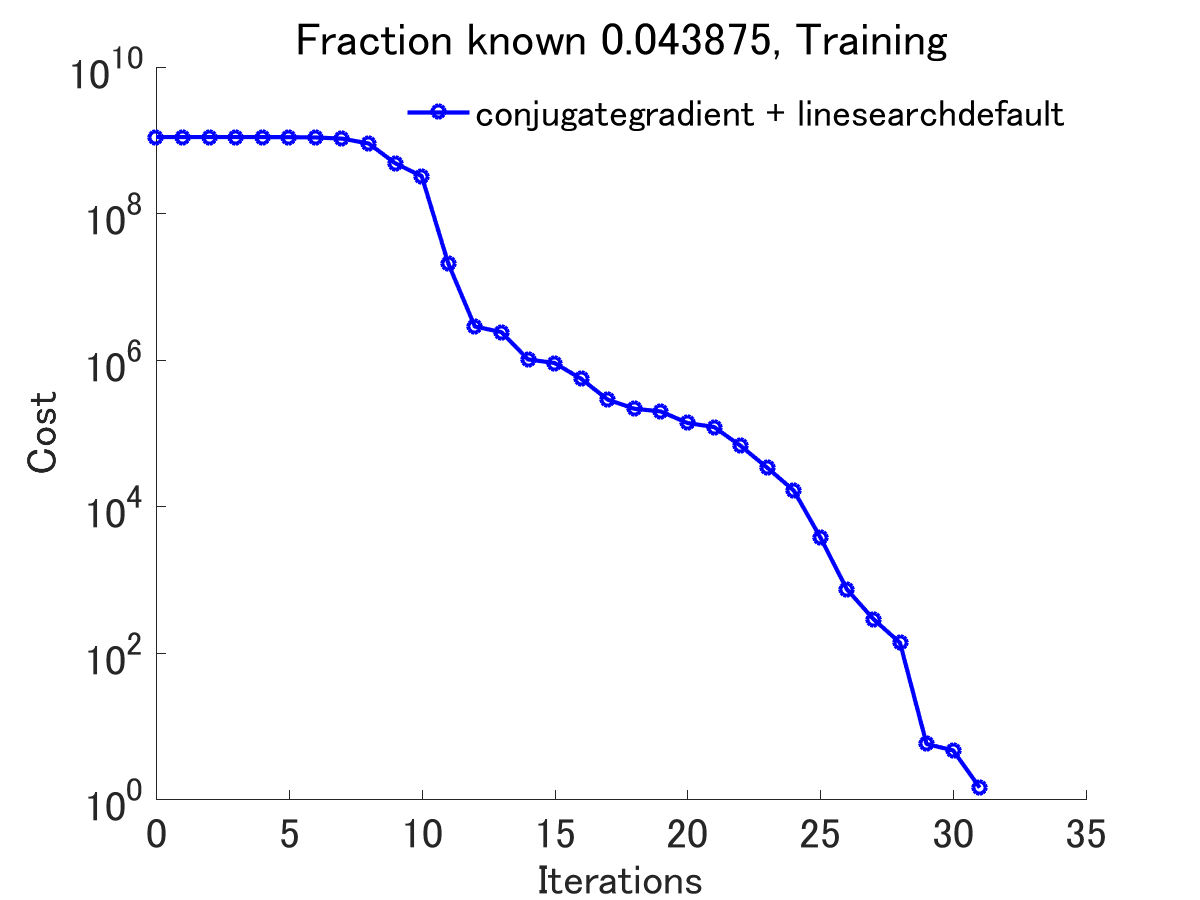 Fraction known 0.043875, Training
conjugategradient + linesearchdefault
10^10
10^8
10^6
10^4
10^2
10^0
Cost
0 5 10 15 20 25 30 35
Iterations